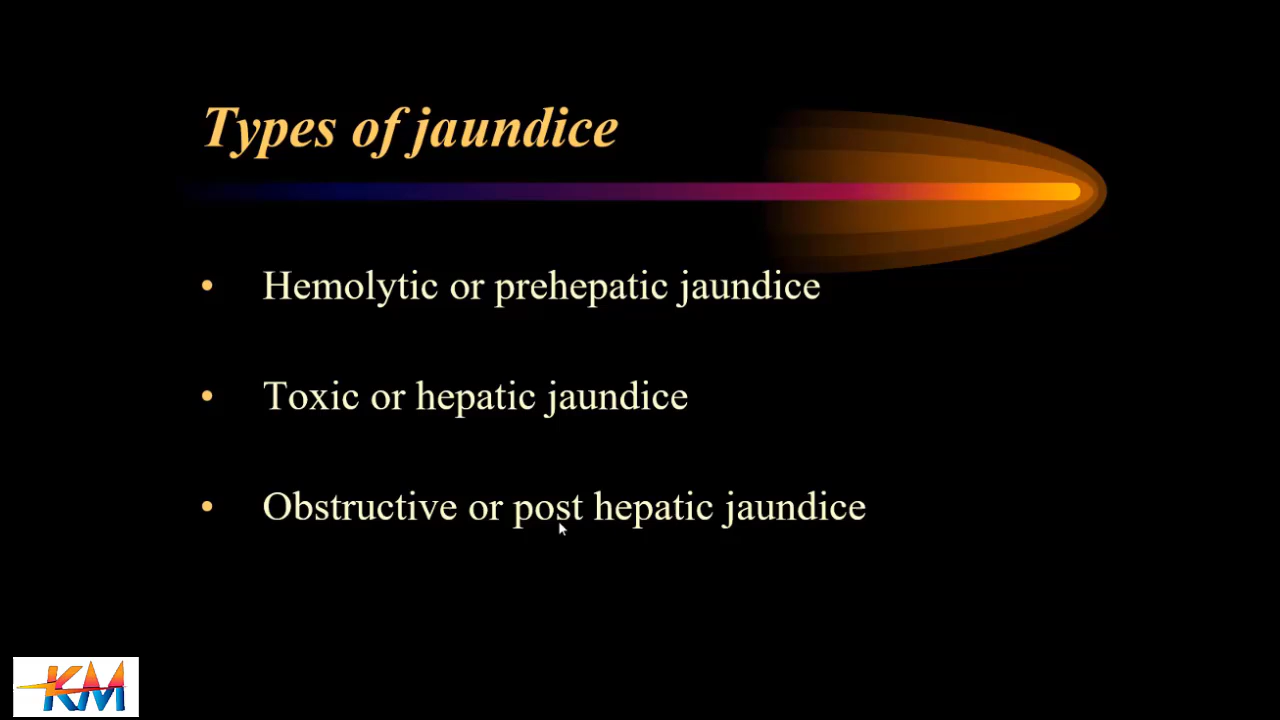 Types of jaundice
• Hemolytic or prehepatic jaundice
• Toxic or hepatic jaundice
• Obstructive or post hepatic jaundice
KM